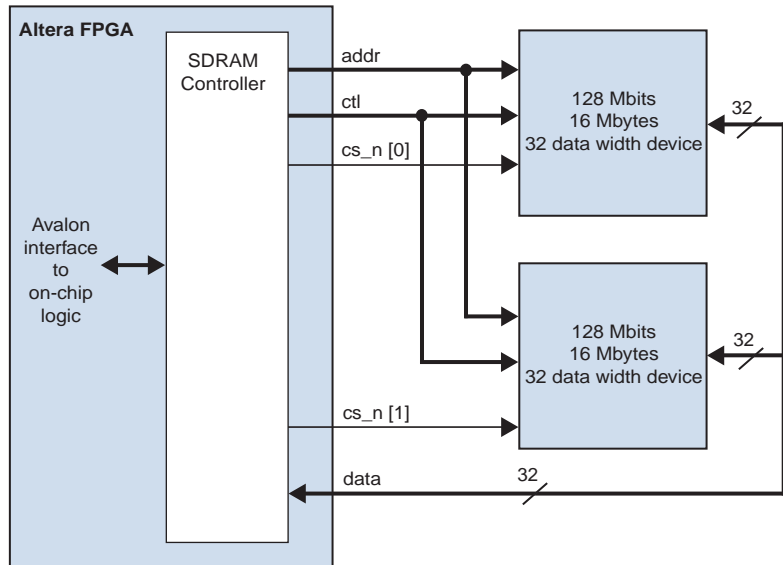 Altera FPGA
SDRAM
Controller
addr
ctl
cs_n [0]
128 Mbits
16 Mbytes
32 data width device
32
Avalon
interface
to
on-chip
logic
128 Mbits
16 Mbytes
32 data width device
32
cs_n [1]
data
32